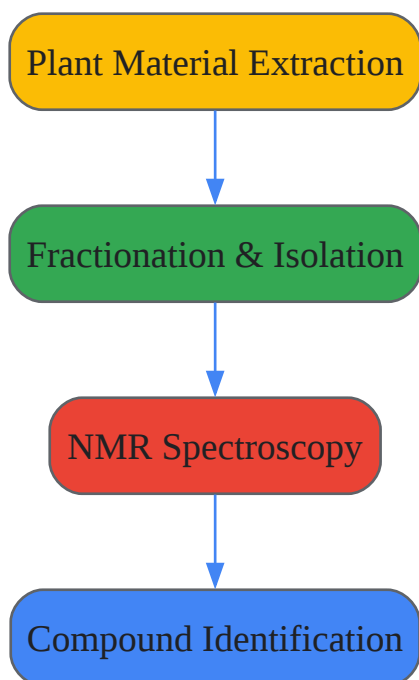 Plant Material Extraction
Fractionation & Isolation
NMR Spectroscopy
Compound Identification